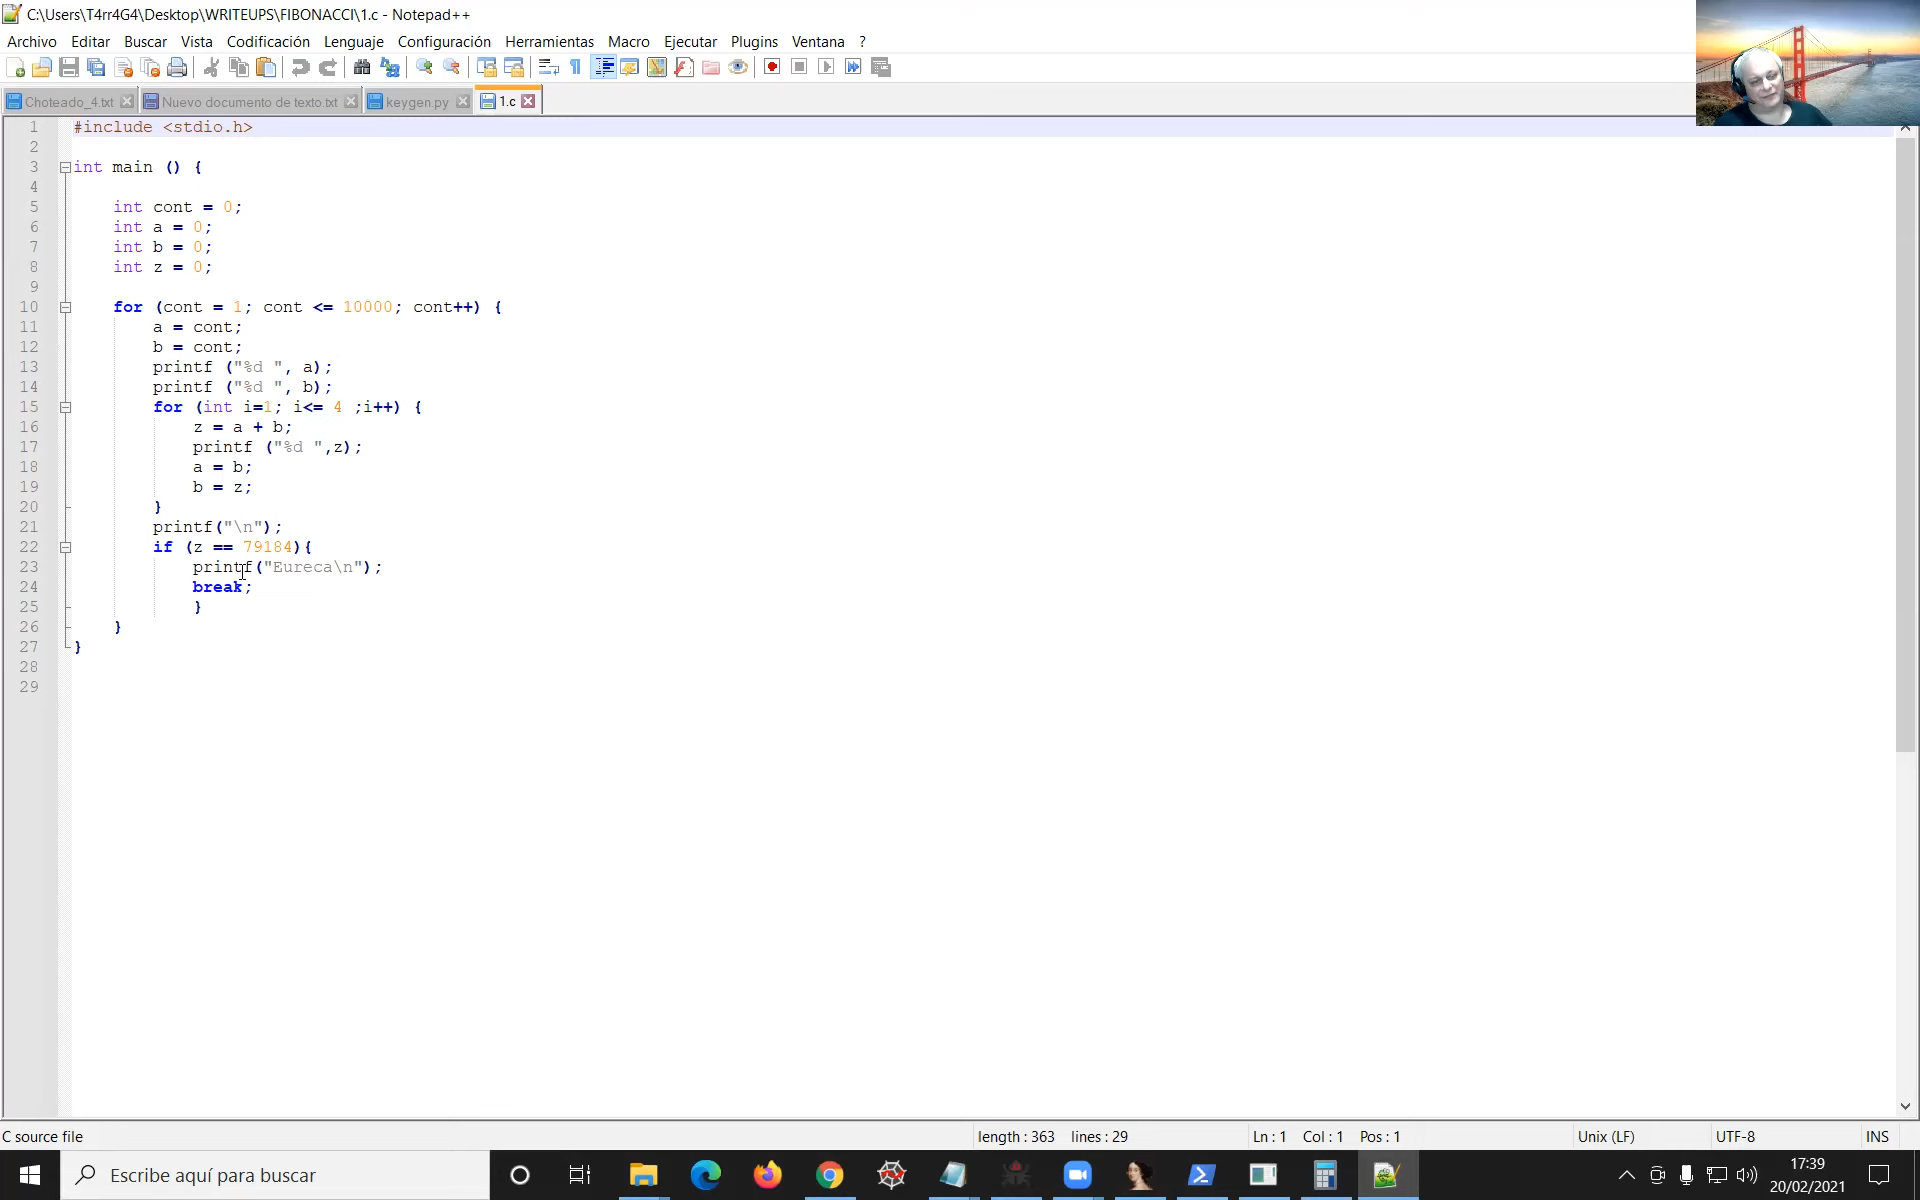 C:\Users\T4rr4G4\Desktop\WRITEUPS\FIBONACCI\1.c - Notepad++
Archivo Editar Buscar Vista Codificación Lenguaje Configuración Herramientas Macro Ejecutar Plugins Ventana ?
Choteado_4.txt Nuevo documento de texto.txt keygen.py 1.c
1 #include <stdio.h>
2
3 int main () {
4
5 int cont = 0;
6 int a = 0;
7 int b = 0;
8 int z = 0;
9
10 for (cont = 1; cont <= 10000; cont++) {
11 a = cont;
12 b = cont;
13 printf ("%d ", a);
14 printf ("%d ", b);
15 for (int i=1; i<= 4 ;i++) {
16 z = a + b;
17 printf ("%d ",z);
18 a = b;
19 b = z;
20 }
21 printf("\n");
22 if (z == 79184){
23 printf("Eureca\n");
24 break;
25 }
26 }
27 }
28
29
C source file length : 363 lines : 29 Ln : 1 Col : 1 Pos : 1 Unix (LF) UTF-8 INS
Escribe aquí para buscar
17:39
20/02/2021